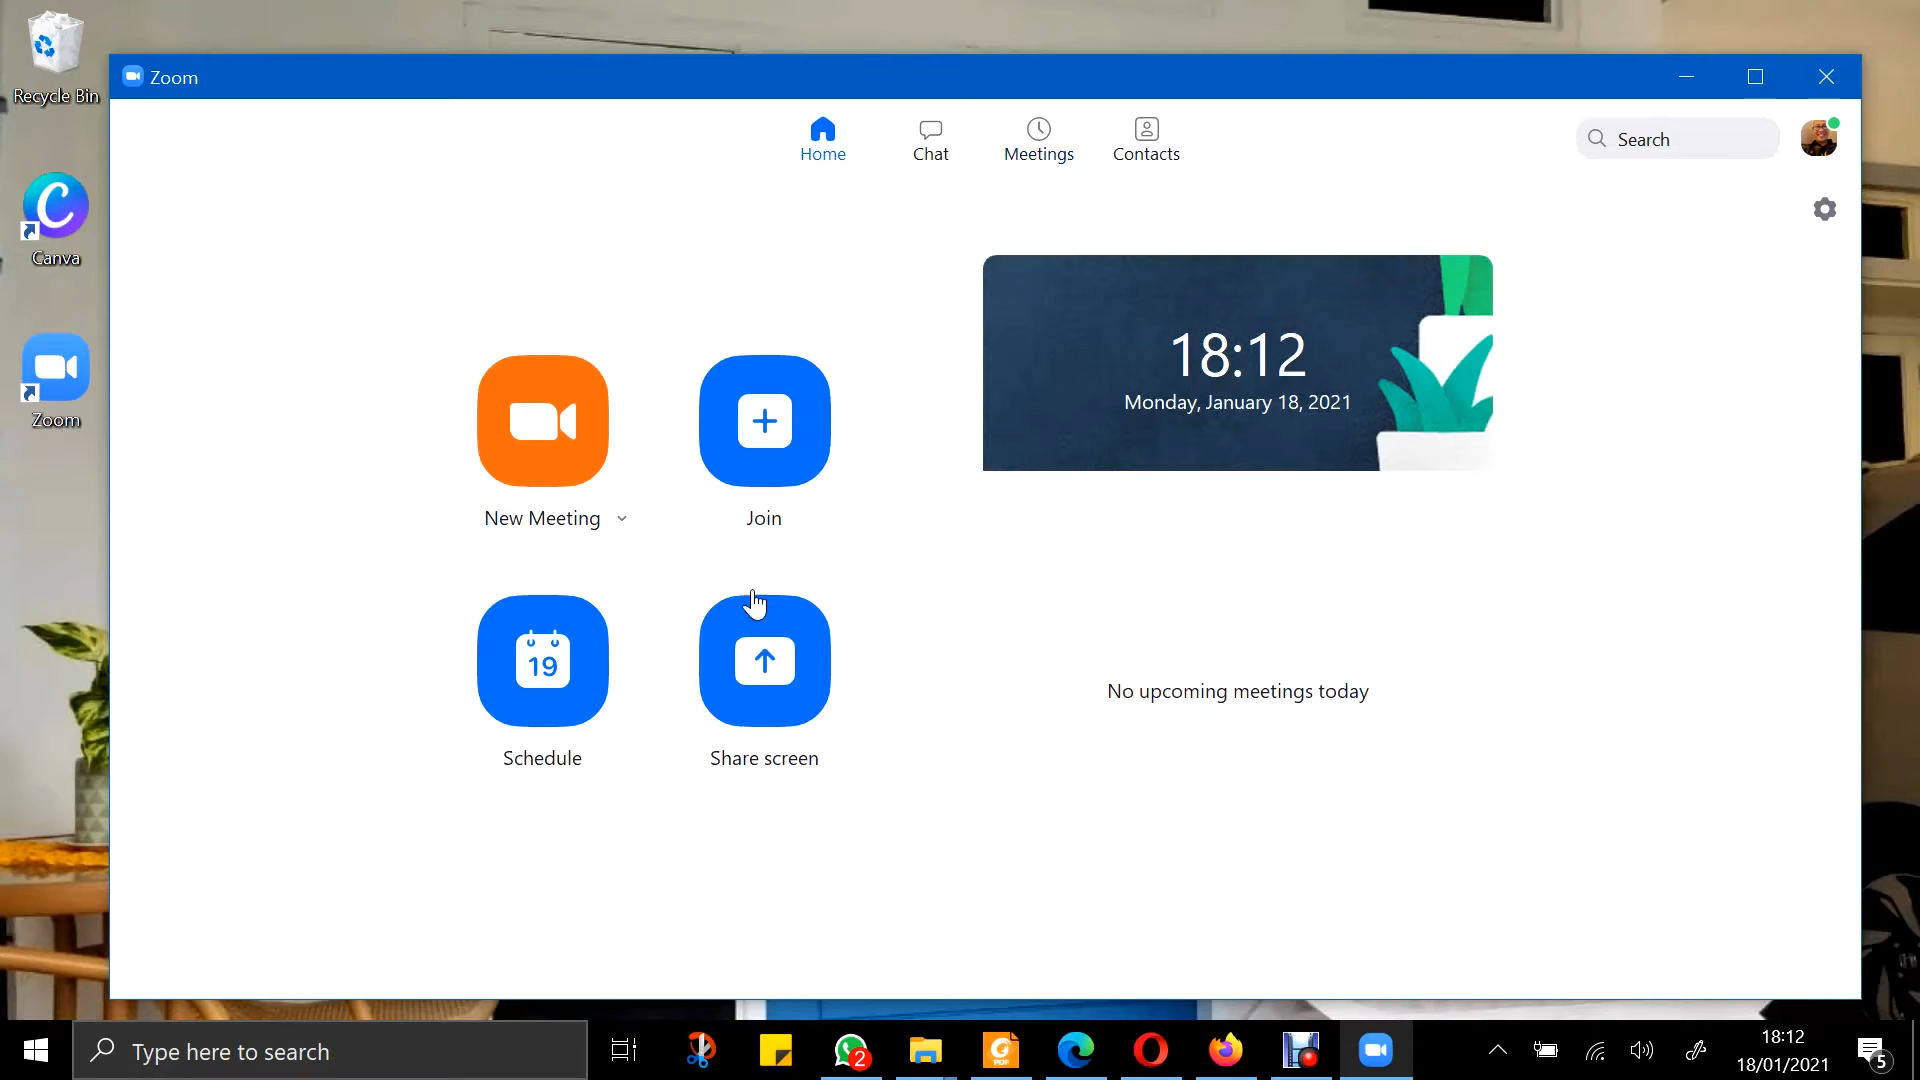 Recycle Bin
Canva
Zoom
Zoom
Home
Chat
Meetings
Contacts
Search
18:12
Monday, January 18, 2021
New Meeting
Join
19
Schedule
Share screen
No upcoming meetings today
Type here to search
2
PDF
18:12
18/01/2021
5